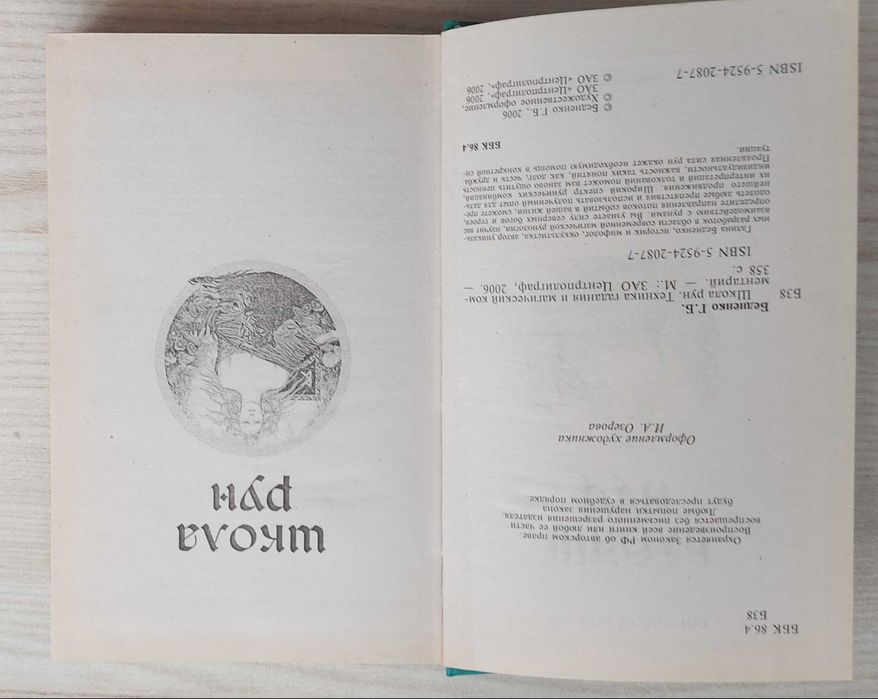 ББК 86.4
Б38
Охраняется Законом РФ об авторском праве.
Воспроизведение всей книги или любой ее части
воспрещается без письменного разрешения издателя.
Любые попытки нарушения закона
будут преследоваться в судебном порядке.
Оформление художника
И.А. Озерова
Бедненко Г.Б.
Б38 Школа рун. Техника гадания и магический ком-
ментарий. — М.: ЗАО Центрполиграф, 2006. —
358 с.
ISBN 5-9524-2087-7
Галина Бедненко, историк и мифолог, оккультистка, автор уникаль-
ных разработок в области современной магической рунологии, научит вас
взаимодействию с рунами. Вы узнаете силу северных богов и героев,
определите направления потоков событий в вашей жизни, сможете прео-
долеть любые препятствия и использовать полученный опыт для даль-
нейшего продвижения. Широкий спектр рунических комбинаций,
их интерпретаций и толкований поможет вам заново ощутить ценность
индивидуальности, важность таких понятий, как долг, честь и дружба.
Проявленная сила рун окажет необходимую помощь в конкретной си-
туации.
ББК 86.4
© Бедненко Г.Б., 2006
© Художественное оформление,
ЗАО «Центрполиграф», 2006
© ЗАО «Центрполиграф», 2006
ISBN 5-9524-2087-7
ШКОЛА
РУН